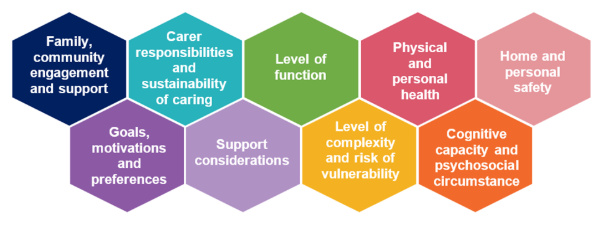 Family,
community
engagement
and support
Carer
responsibilities
and
sustainability
of caring
Level of
function
Physical
and
personal
health
Home and
personal
safety
Goals,
motivations
and
preferences
Support
considerations
Level of
complexity
and risk of
vulnerability
Cognitive
capacity and
psychosocial
circumstance